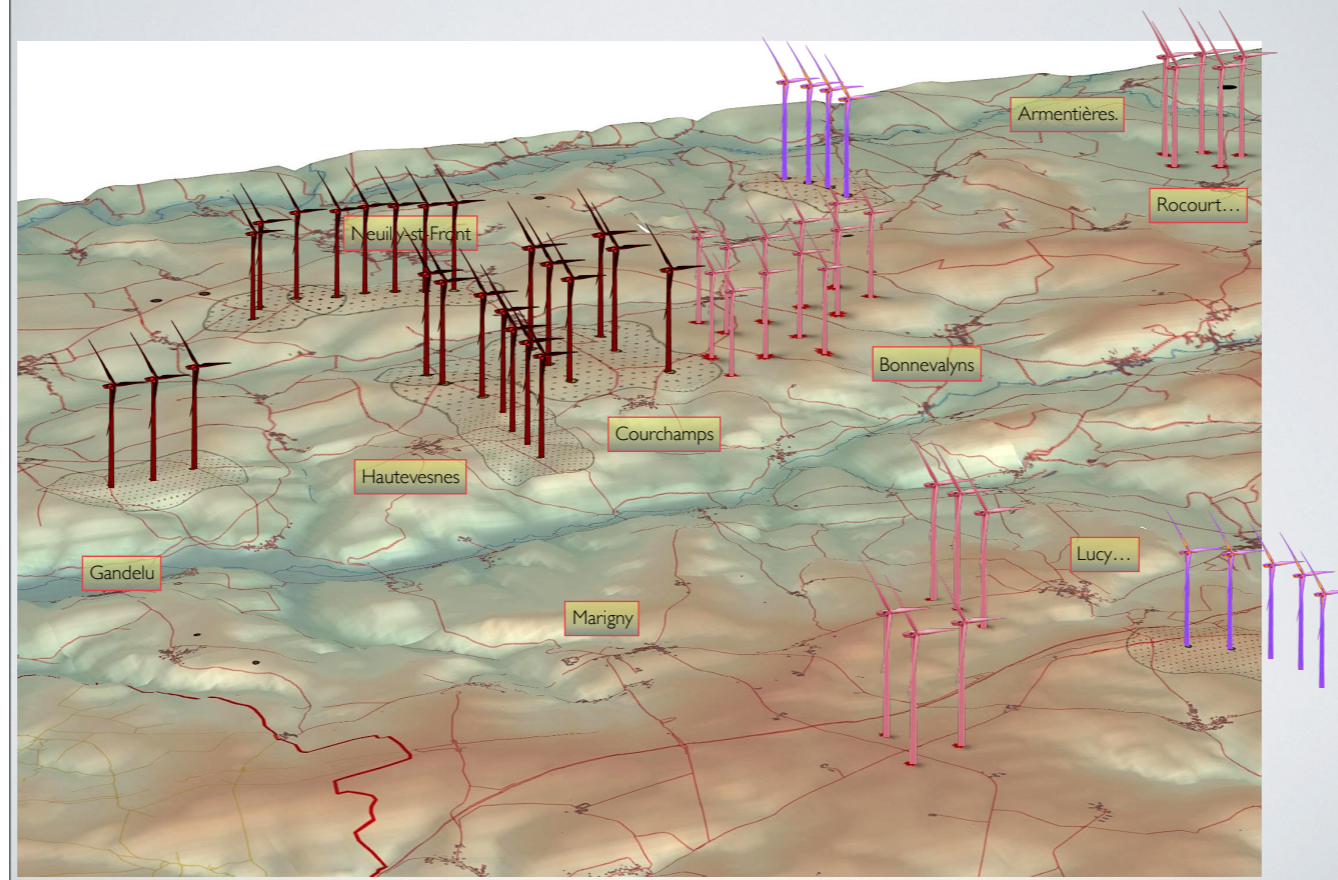 Armentières.
Rocourt...
Neuilly-st-Front
Bonnevalyns
Courchamps
Hautevesnes
Lucy...
Gandelu
Marigny